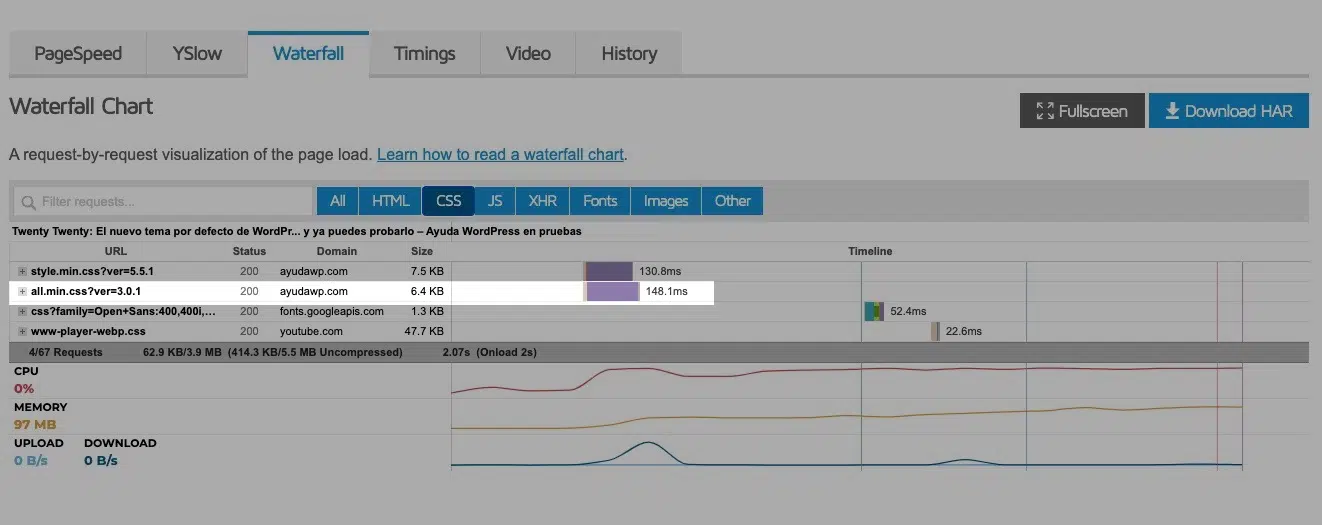 PageSpeed YSlow Waterfall Timings Video History
Waterfall Chart Fullscreen Download HAR
A request-by-request visualization of the page load. Learn how to read a waterfall chart.
Filter requests... All HTML CSS JS XHR Fonts Images Other
Twenty Twenty: El nuevo tema por defecto de WordPr... y ya puedes probarlo – Ayuda WordPress en pruebas
URL Status Domain Size Timeline
style.min.css?ver=5.5.1 200 ayudawp.com 7.5 KB 130.8ms
all.min.css?ver=3.0.1 200 ayudawp.com 6.4 KB 148.1ms
css?family=Open+Sans:400,400i,... 200 fonts.googleapis.com 1.3 KB 52.4ms
www-player-webp.css 200 youtube.com 47.7 KB 22.6ms
4/67 Requests 62.9 KB/3.9 MB (414.3 KB/5.5 MB Uncompressed) 2.07s (Onload 2s)
CPU
0%
MEMORY
97 MB
UPLOAD DOWNLOAD
0 B/s 0 B/s